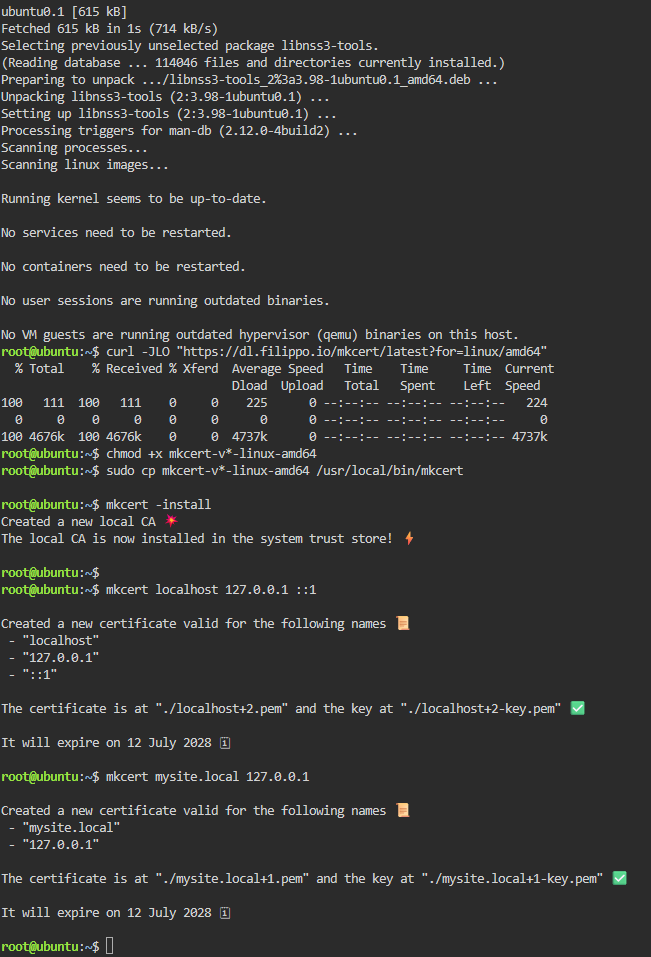 ubuntu0.1 [615 kB]
Fetched 615 kB in 1s (714 kB/s)
Selecting previously unselected package libnss3-tools.
(Reading database ... 114046 files and directories currently installed.)
Preparing to unpack .../libnss3-tools_2%3a3.98-1ubuntu0.1_amd64.deb ...
Unpacking libnss3-tools (2:3.98-1ubuntu0.1) ...
Setting up libnss3-tools (2:3.98-1ubuntu0.1) ...
Processing triggers for man-db (2.12.0-4build2) ...
Scanning processes...
Scanning linux images...
Running kernel seems to be up-to-date.
No services need to be restarted.
No containers need to be restarted.
No user sessions are running outdated binaries.
No VM guests are running outdated hypervisor (qemu) binaries on this host.
root@ubuntu:~$ curl -JLO "https://dl.filippo.io/mkcert/latest?for=linux/amd64"
  % Total    % Received % Xferd  Average Speed   Time    Time     Time  Current
                                 Dload  Upload   Total   Spent    Left  Speed
100   111  100   111    0     0    225      0 --:--:-- --:--:-- --:--:--   224
  0     0    0     0    0     0      0      0 --:--:-- --:--:-- --:--:--     0
100 4676k  100 4676k    0     0  4737k      0 --:--:-- --:--:-- --:--:-- 4737k
root@ubuntu:~$ chmod +x mkcert-v*-linux-amd64
root@ubuntu:~$ sudo cp mkcert-v*-linux-amd64 /usr/local/bin/mkcert
root@ubuntu:~$ mkcert -install
Created a new local CA 💥
The local CA is now installed in the system trust store! ⚡
root@ubuntu:~$
root@ubuntu:~$ mkcert localhost 127.0.0.1 ::1
Created a new certificate valid for the following names 📜
 - "localhost"
 - "127.0.0.1"
 - "::1"
The certificate is at "./localhost+2.pem" and the key at "./localhost+2-key.pem" ✅
It will expire on 12 July 2028 🗓
root@ubuntu:~$ mkcert mysite.local 127.0.0.1
Created a new certificate valid for the following names 📜
 - "mysite.local"
 - "127.0.0.1"
The certificate is at "./mysite.local+1.pem" and the key at "./mysite.local+1-key.pem" ✅
It will expire on 12 July 2028 🗓
root@ubuntu:~$